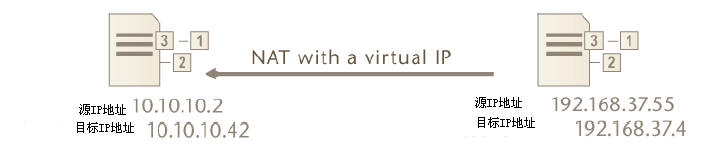 3 1
2
NAT with a virtual IP
3 1
2
源IP地址 10.10.10.2
目标IP地址 10.10.10.42
源IP地址 192.168.37.55
目标IP地址 192.168.37.4